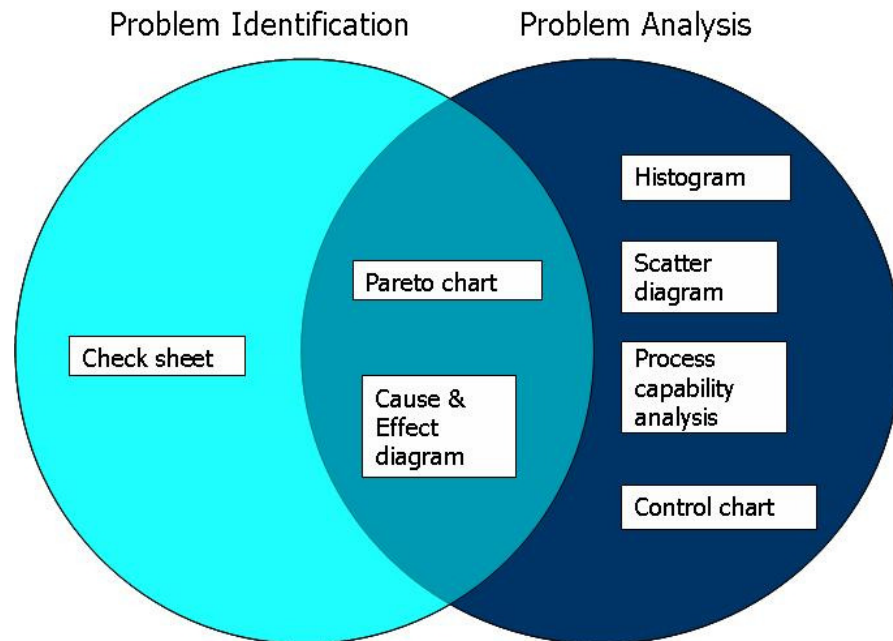 Problem Identification
Problem Analysis
Histogram
Scatter
diagram
Pareto chart
Check sheet
Process
capability
analysis
Cause &
Effect
diagram
Control chart